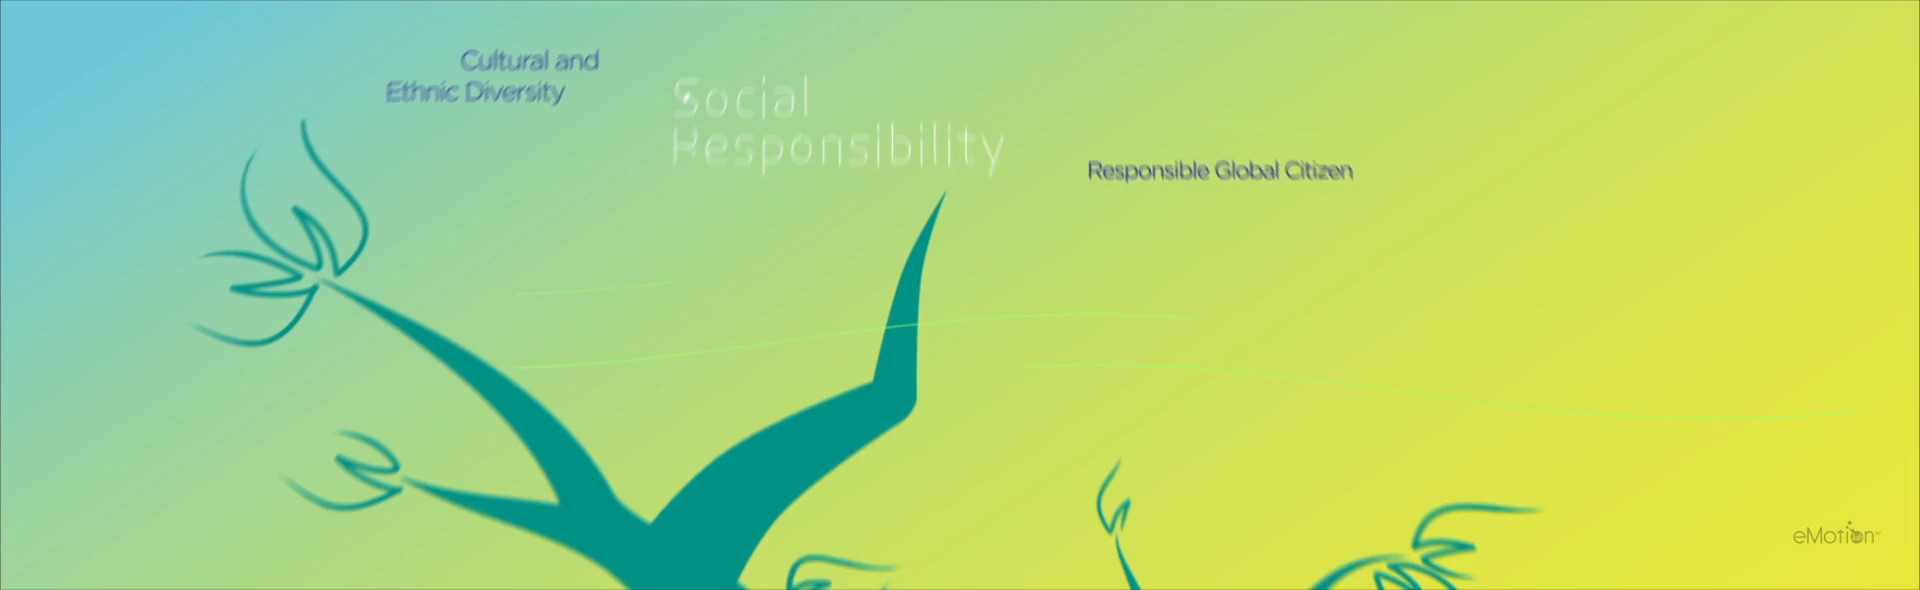 Cultural and
Ethnic Diversity
Social
Responsibility
Responsible Global Citizen
eMotion